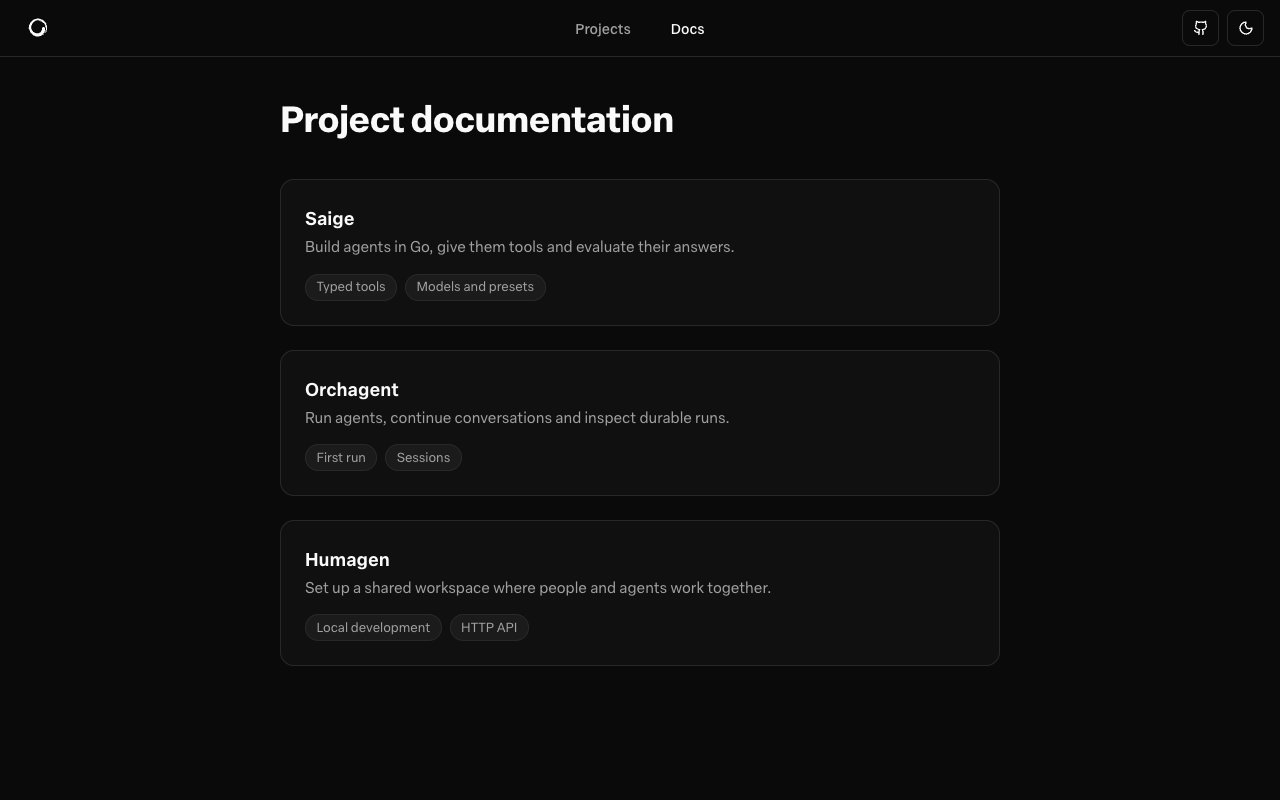 Projects
Docs
Project documentation
Saige
Build agents in Go, give them tools and evaluate their answers.
Typed tools
Models and presets
Orchagent
Run agents, continue conversations and inspect durable runs.
First run
Sessions
Humagen
Set up a shared workspace where people and agents work together.
Local development
HTTP API